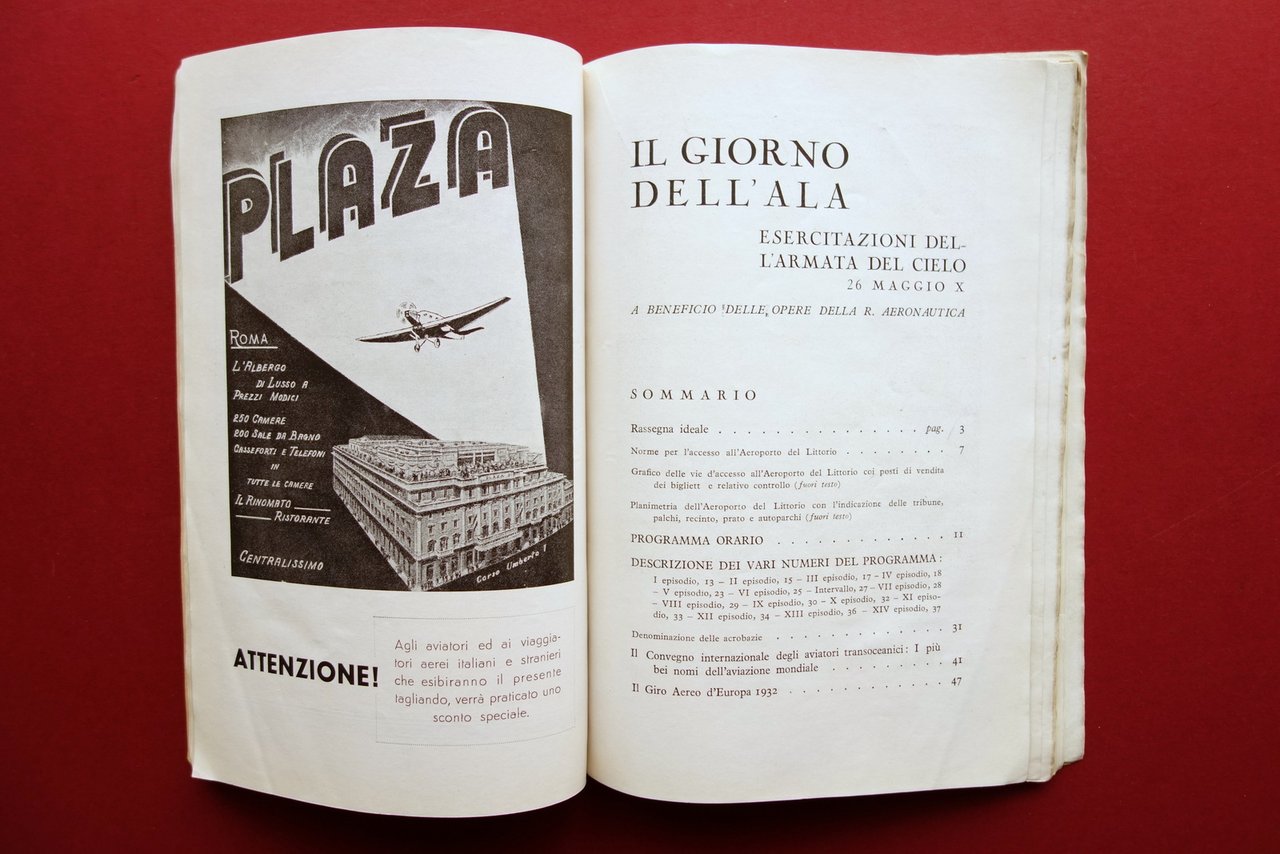 PLAZA
ROMA
L'ALBERGO
DI LUSSO A
PREZZI MODICI
250 CAMERE
200 SALE DA BAGNO
CASSEFORTI E TELEFONI
IN
TUTTE LE CAMERE
IL RINOMATO
RISTORANTE
CENTRALISSIMO
Corso Umberto I
ATTENZIONE!
Agli aviatori ed ai viaggia-
tori aerei italiani e stranieri
che esibiranno il presente
tagliando, verrà praticato uno
sconto speciale.
IL GIORNO
DELL'ALA
ESERCITAZIONI DEL-
L'ARMATA DEL CIELO
26 MAGGIO X
A BENEFICIO DELLE OPERE DELLA R. AERONAUTICA
SOMMARIO
Rassegna ideale . . . . . . . . . . . . . . . pag. 3
Norme per l'accesso all'Aeroporto del Littorio . . . . . . . . . 7
Grafico delle vie d'accesso all'Aeroporto del Littorio coi posti di vendita
dei bigliett e relativo controllo (fuori testo)
Planimetria dell'Aeroporto del Littorio con l'indicazione delle tribune,
palchi, recinto, prato e autoparchi (fuori testo)
PROGRAMMA ORARIO . . . . . . . . . . . . . 11
DESCRIZIONE DEI VARI NUMERI DEL PROGRAMMA:
I episodio, 13 - II episodio, 15 - III episodio, 17 - IV episodio, 18
- V episodio, 23 - VI episodio, 25 - Intervallo, 27 - VII episodio, 28
- VIII episodio, 29 - IX episodio, 30 - X episodio, 32 - XI episo-
dio, 33 - XII episodio, 34 - XIII episodio, 36 - XIV episodio, 37
Denominazione delle acrobazie . . . . . . . . . . . . . 31
Il Convegno internazionale degli aviatori transoceanici: I più
bei nomi dell'aviazione mondiale . . . . . . . . . 41
Il Giro Aereo d'Europa 1932 . . . . . . . . . . . . 47